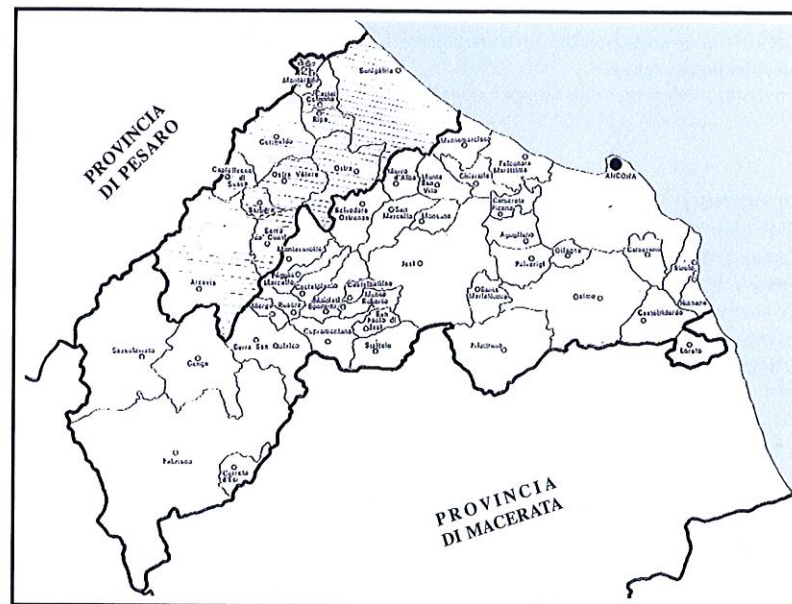 PROVINCIA
DI PESARO
Senigallia
Monterado
Castel
Colonna
Ripe
Corinaldo
Castelleone di
Suasa
Ostra Vetere
Ostra
Barbara
Serra
de' Conti
Arcevia
Montemarciano
Morro
d'Alba
Monte
San
Vito
Chiaravalle
Falconara
Marittima
ANCONA
Belvedere
Ostrense
San
Marcello
Monsano
Camerata
Picena
Agugliano
Polverigi
Offagna
Camerano
Sirolo
Numana
Montecarotto
Poggio S.
Marcello
Castelplanio
Castelbellino
Monte
Roberto
Maiolati
Spontini
San
Paolo di
Jesi
Jesi
Santa
Maria Nuova
Osimo
Castelfidardo
Loreto
Mergo
Rosora
Cupramontana
Staffolo
Filottrano
Serra San Quirico
Sassoferrato
Genga
Fabriano
Cerreto
d'Esi
PROVINCIA
DI MACERATA